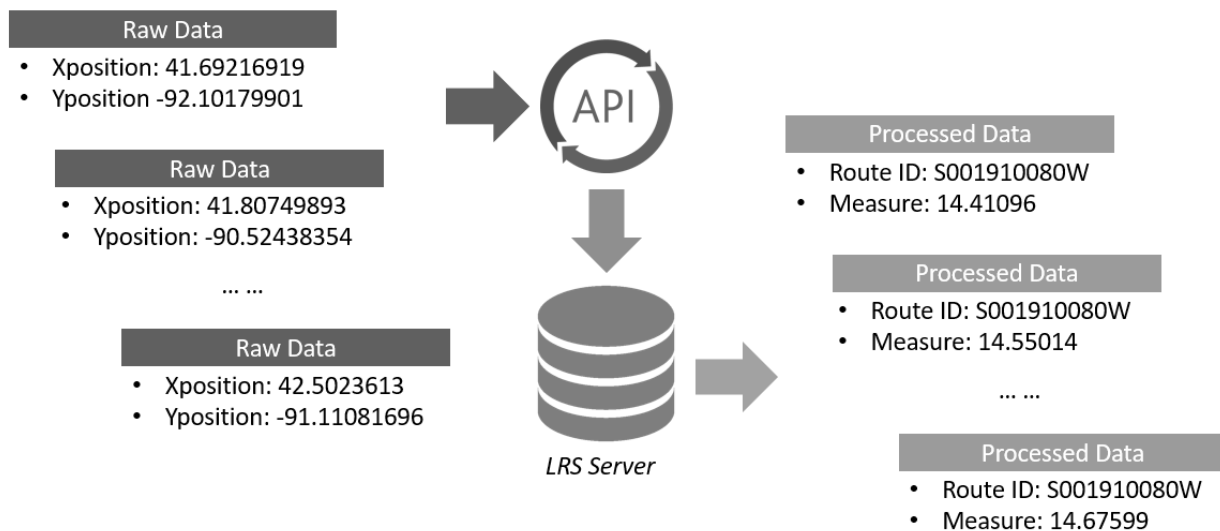 Raw Data
• Xposition: 41.69216919
• Yposition -92.10179901
Raw Data
• Xposition: 41.80749893
• Yposition: -90.52438354
... ...
Raw Data
• Xposition: 42.5023613
• Yposition: -91.11081696
API
LRS Server
Processed Data
• Route ID: S001910080W
• Measure: 14.41096
Processed Data
• Route ID: S001910080W
• Measure: 14.55014
... ...
Processed Data
• Route ID: S001910080W
• Measure: 14.67599